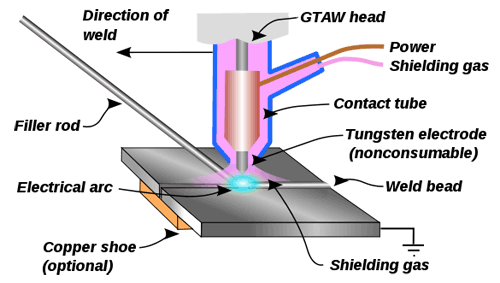 Direction of
weld
GTAW head
Power
Shielding gas
Contact tube
Filler rod
Tungsten electrode
(nonconsumable)
Electrical arc
Weld bead
Copper shoe
(optional)
Shielding gas